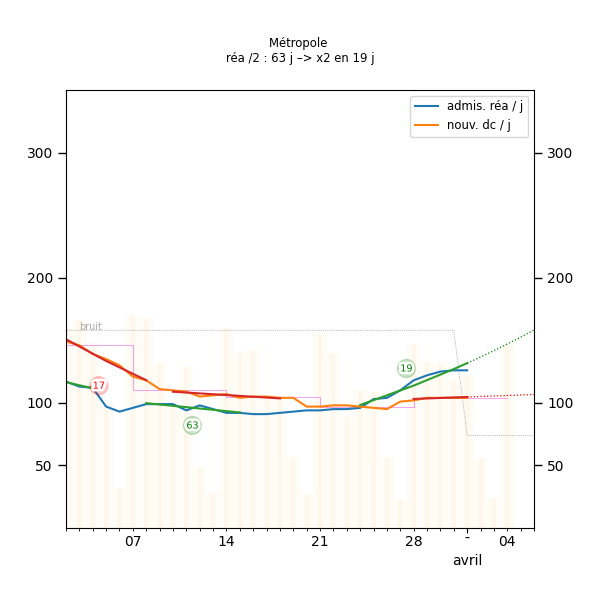 Métropole
réa /2 : 63 j –> x2 en 19 j
admis. réa / j
nouv. dc / j
300
300
200
200
bruit
19
17
100
100
63
50
50
07
14
21
28
-
04
avril